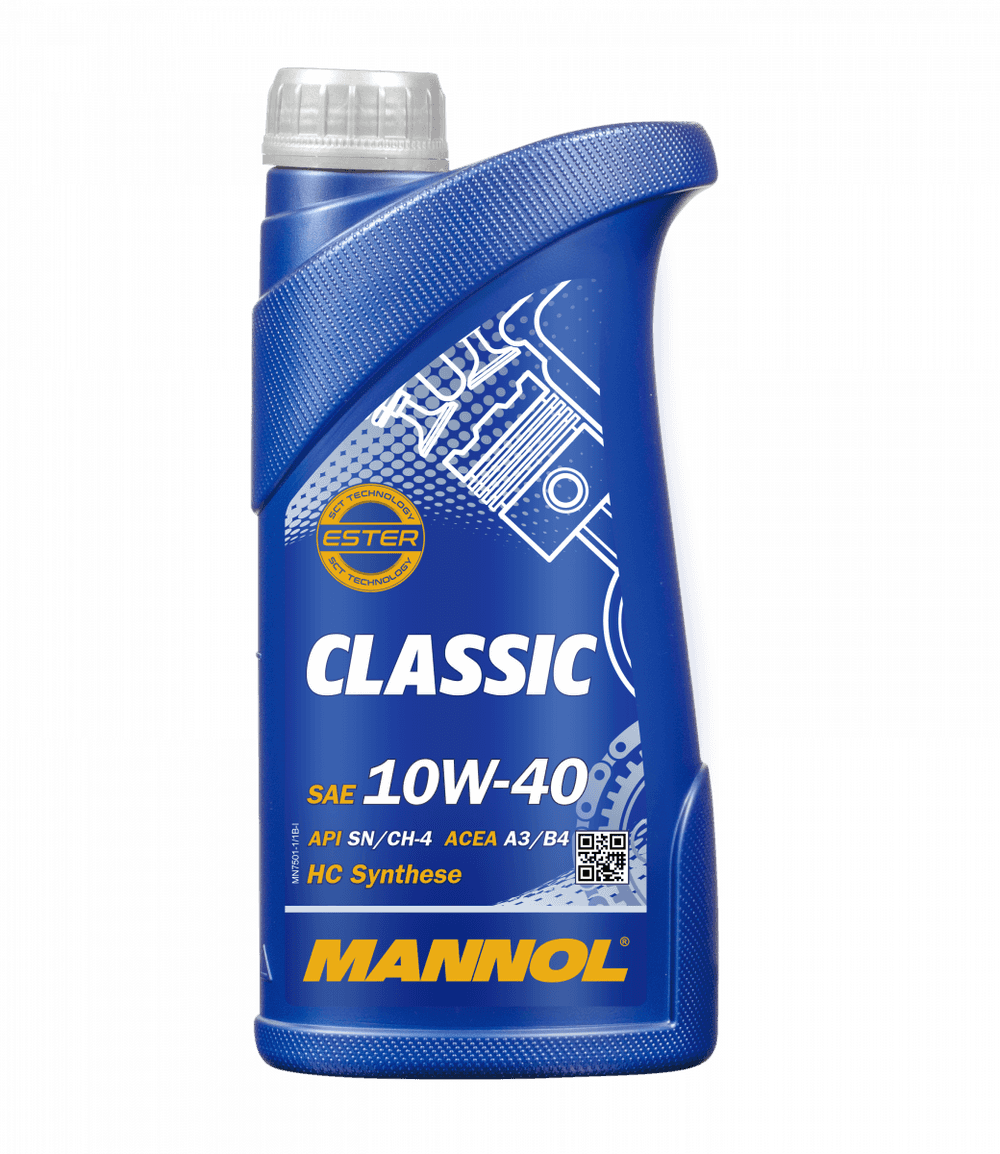 SCT TECHNOLOGY
ESTER
SCT TECHNOLOGY
CLASSIC
SAE 10W-40
API SN/CH-4 ACEA A3/B4
HC Synthese
MN7501-1/1B-I
MANNOL®